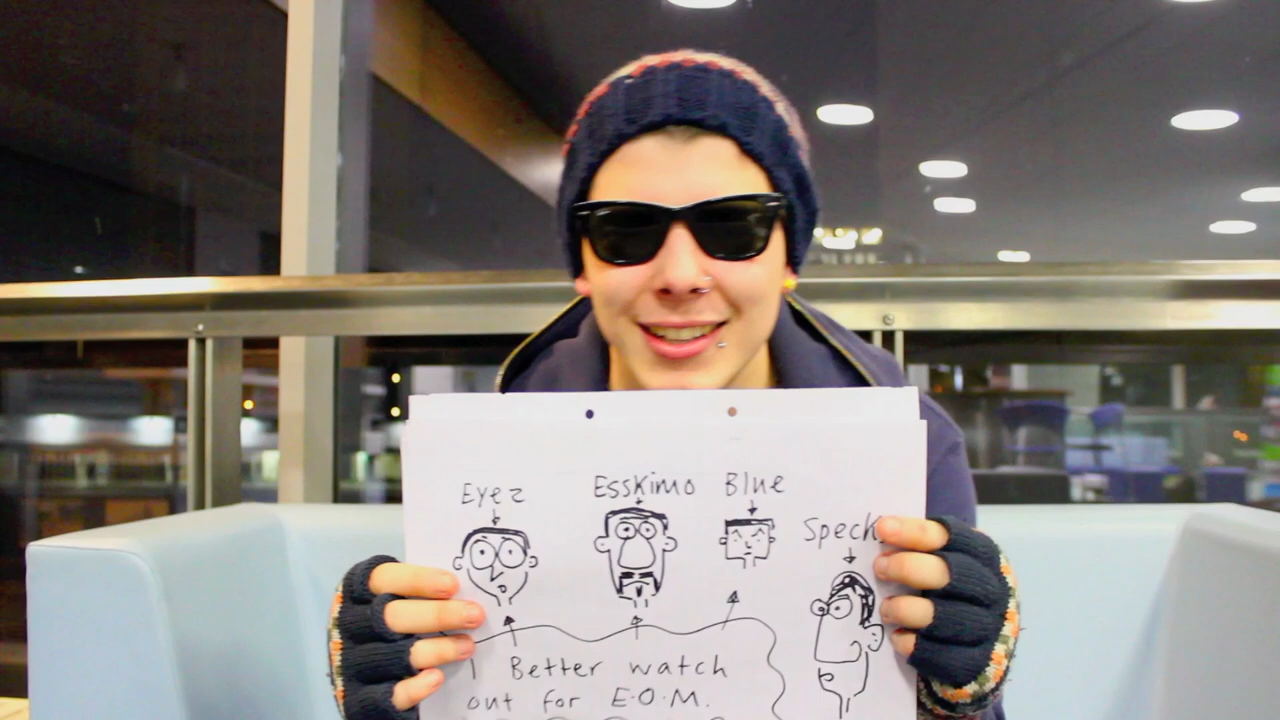 Eyez
Esskimo
Blue
Speck
I Better watch
out for E.O.M.